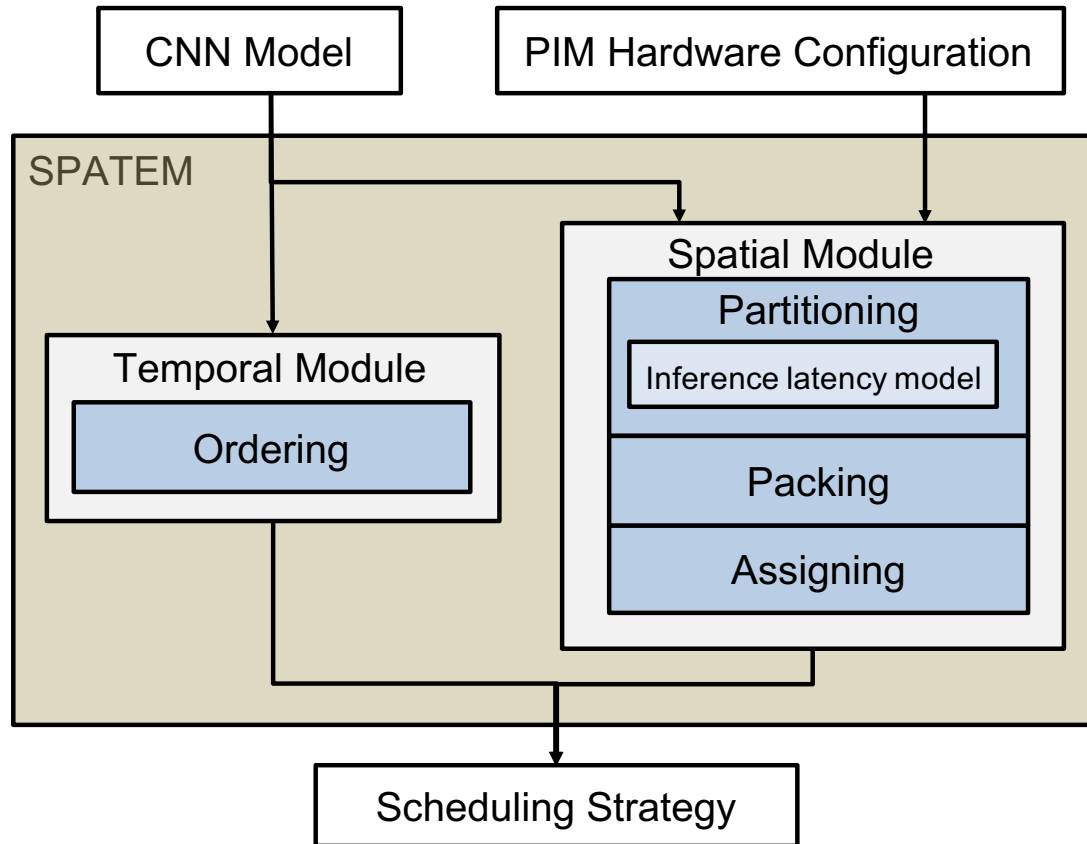 CNN Model
PIM Hardware Configuration
SPATEM
Spatial Module
Partitioning
Inference latency model
Packing
Assigning
Temporal Module
Ordering
Scheduling Strategy